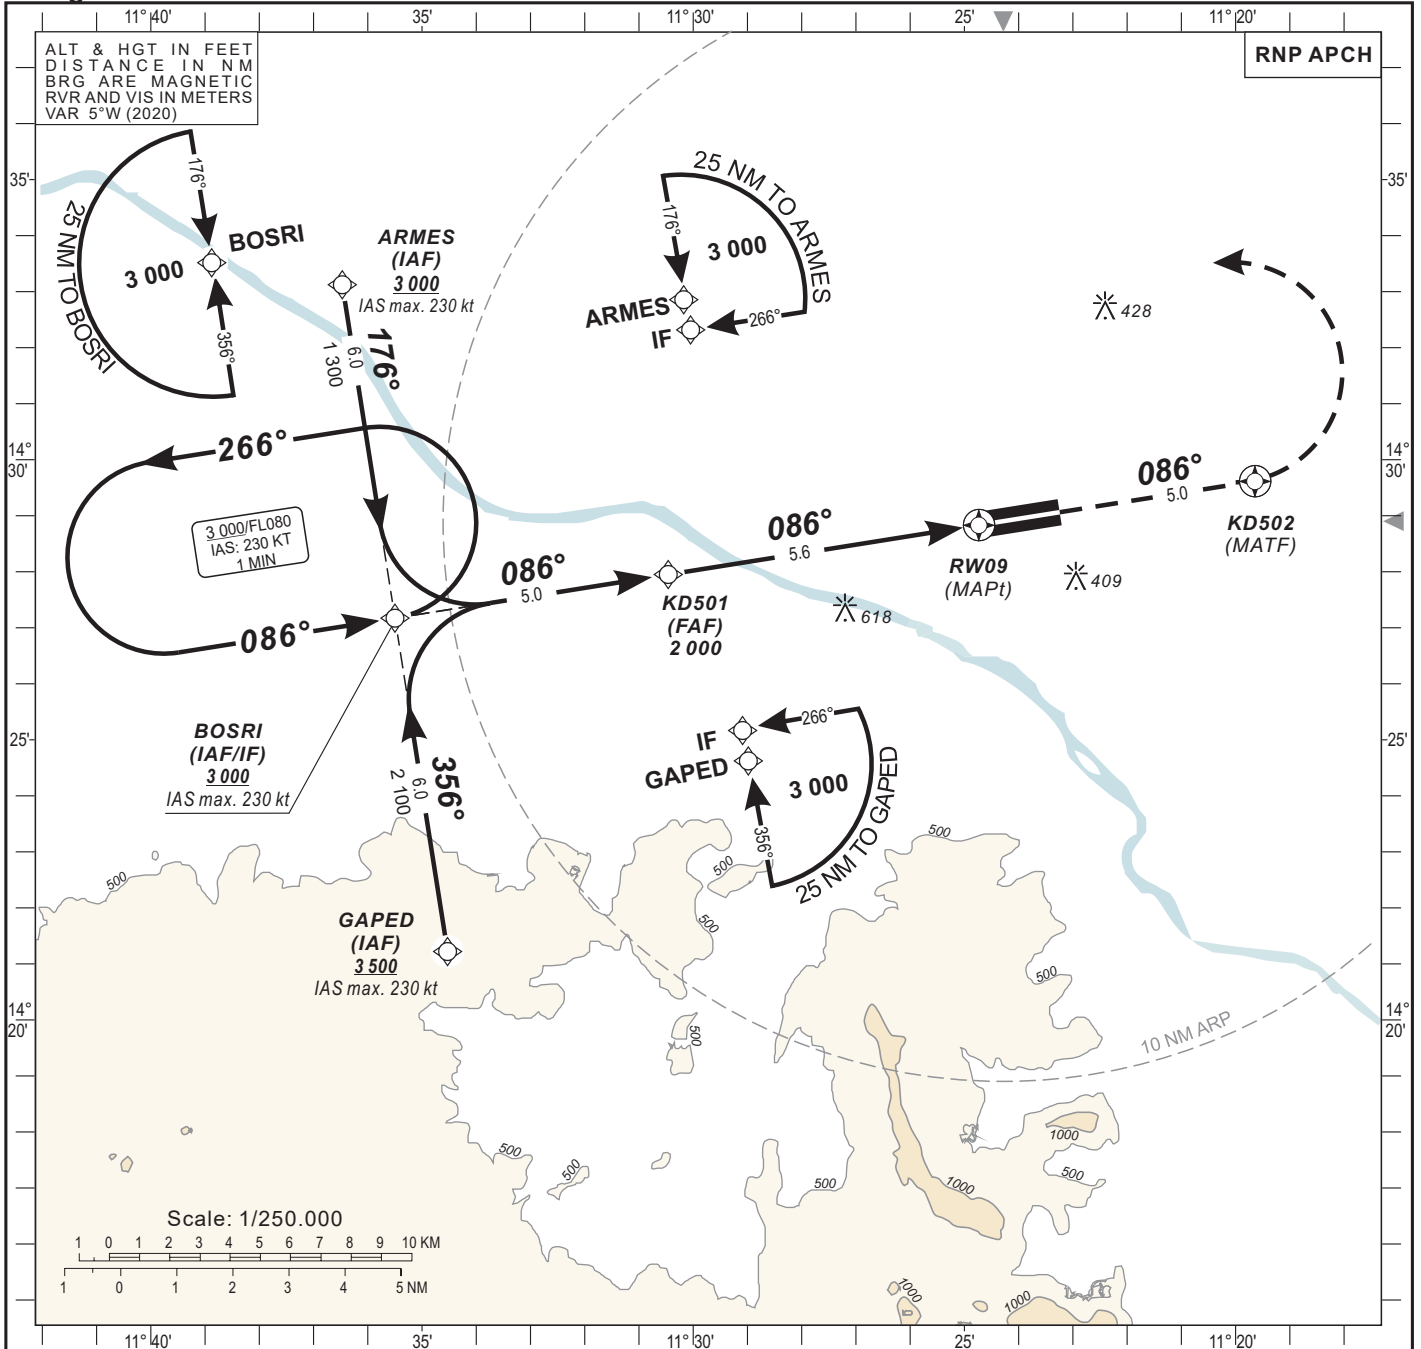 11°40'
35'
11°30'
25'
11°20'
ALT & HGT IN FEET
DISTANCE IN NM
BRG ARE MAGNETIC
RVR AND VIS IN METERS
VAR 5°W (2020)
RNP APCH
35'
35'
25 NM TO BOSRI
176°
BOSRI
3 000
356°
ARMES
(IAF)
3 000
IAS max. 230 kt
176°
6.0
1 300
25 NM TO ARMES
176°
3 000
ARMES
IF
266°
428
14°
30'
14°
30'
266°
3 000/FL080
IAS: 230 KT
1 MIN
086°
086°
5.0
KD501
(FAF)
2 000
086°
5.6
RW09
(MAPt)
086°
5.0
KD502
(MATF)
409
618
BOSRI
(IAF/IF)
3 000
IAS max. 230 kt
25'
25'
356°
6.0
2 100
IF
GAPED
266°
3 000
356°
25 NM TO GAPED
GAPED
(IAF)
3 500
IAS max. 230 kt
500
500
500
500
500
14°
20'
14°
20'
10 NM ARP
500
500
500
500
500
1000
1000
1000
1000
Scale: 1/250.000
1 0 1 2 3 4 5 6 7 8 9 10 KM
1 0 1 2 3 4 5 NM
11°40'
35'
11°30'
25'
11°20'